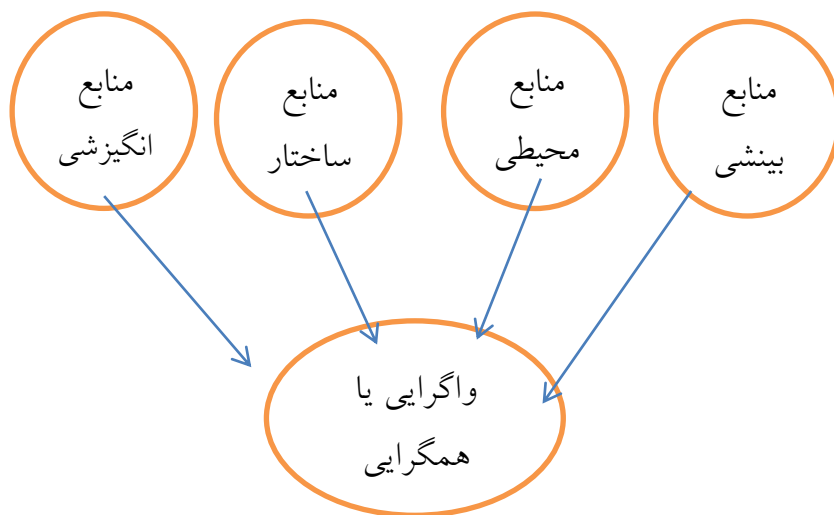 منابع
بینشی
منابع
محیطی
منابع
ساختار
منابع
انگیزشی
واگرایی یا
همگرایی